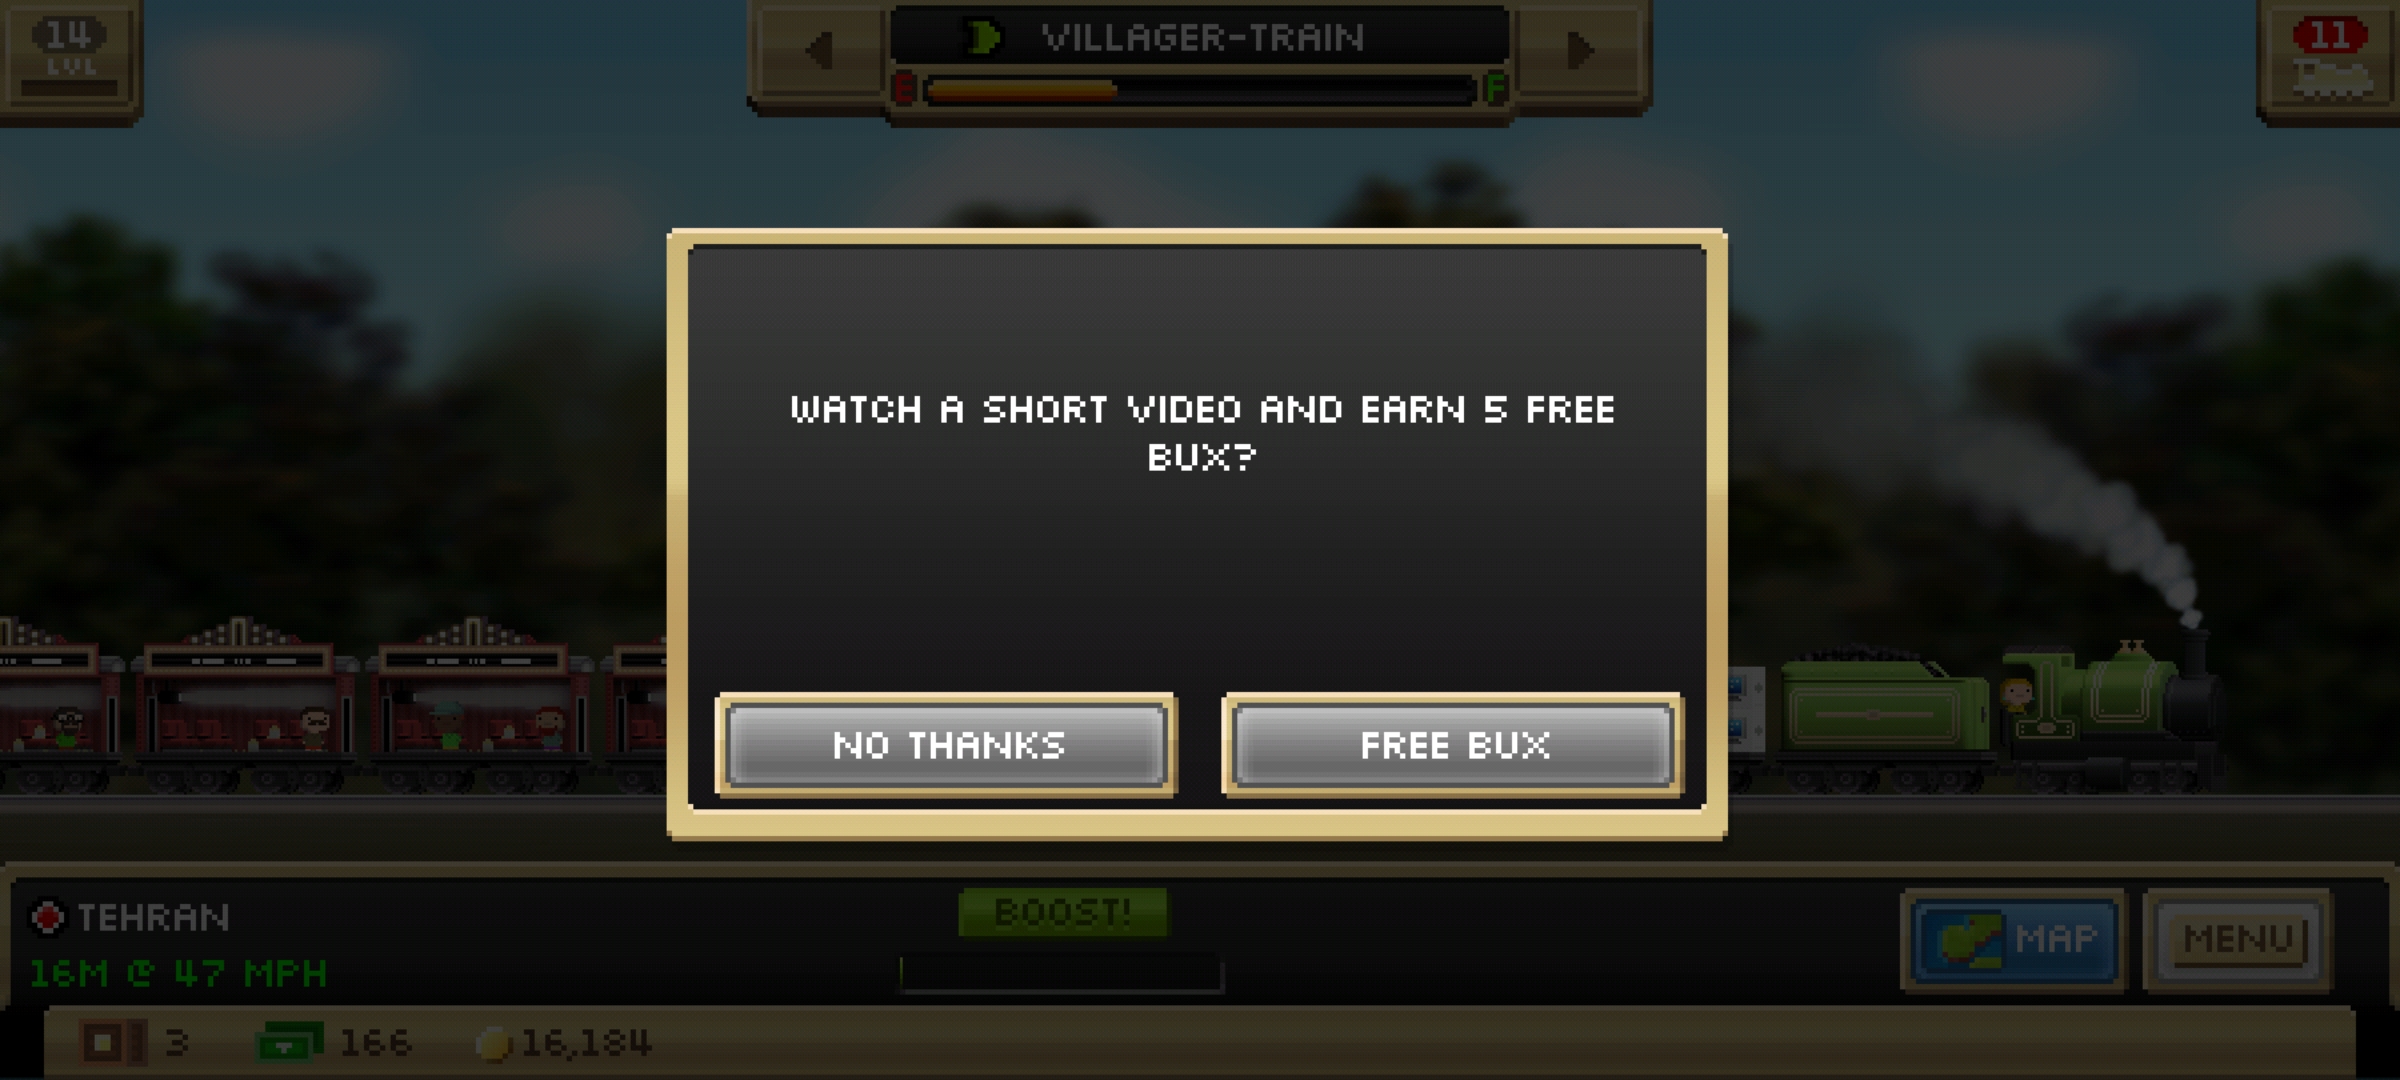 14
LVL
VILLAGER-TRAIN
E F
11
WATCH A SHORT VIDEO AND EARN 5 FREE
BUX?
NO THANKS
FREE BUX
TEHRAN
16M @ 47 MPH
BOOST!
MAP
MENU
3
166
16,184